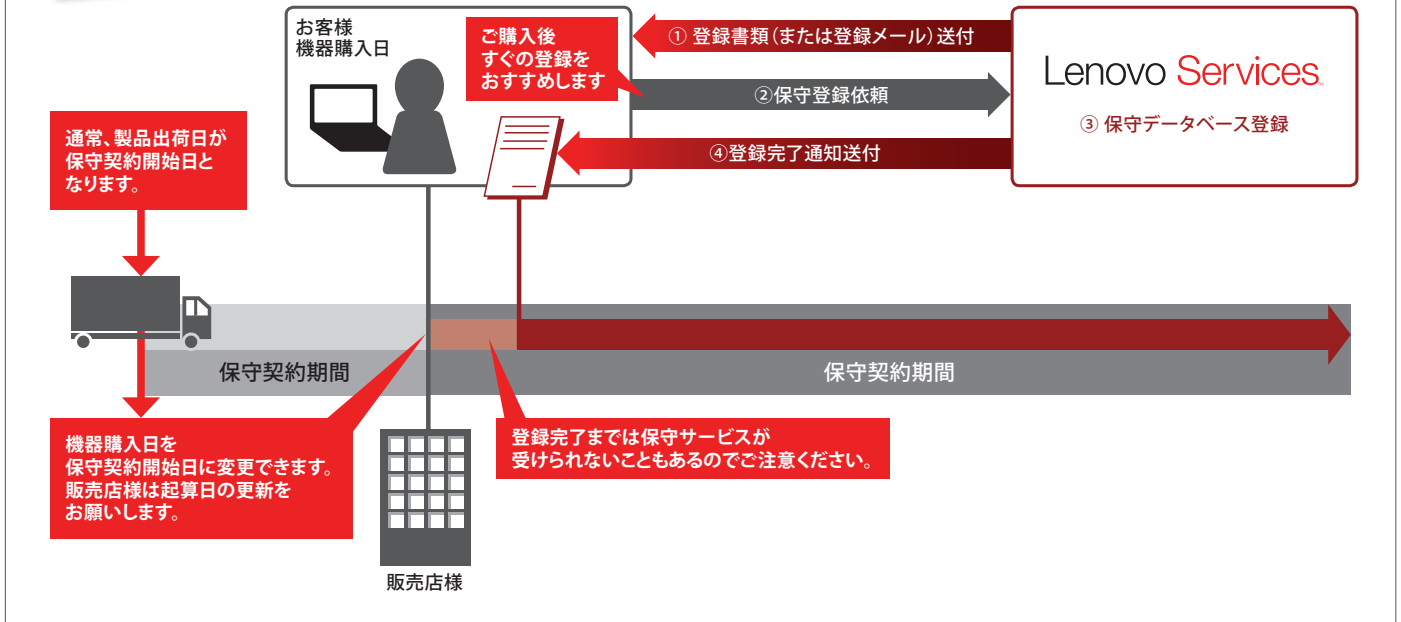 お客様
機器購入日
ご購入後
すぐの登録を
おすすめします
① 登録書類（または登録メール）送付
②保守登録依頼
④登録完了通知送付
Lenovo Services™
③ 保守データベース登録
通常、製品出荷日が
保守契約開始日と
なります。
保守契約期間
保守契約期間
機器購入日を
保守契約開始日に変更できます。
販売店様は起算日の更新を
お願いします。
登録完了までは保守サービスが
受けられないこともあるのでご注意ください。
販売店様